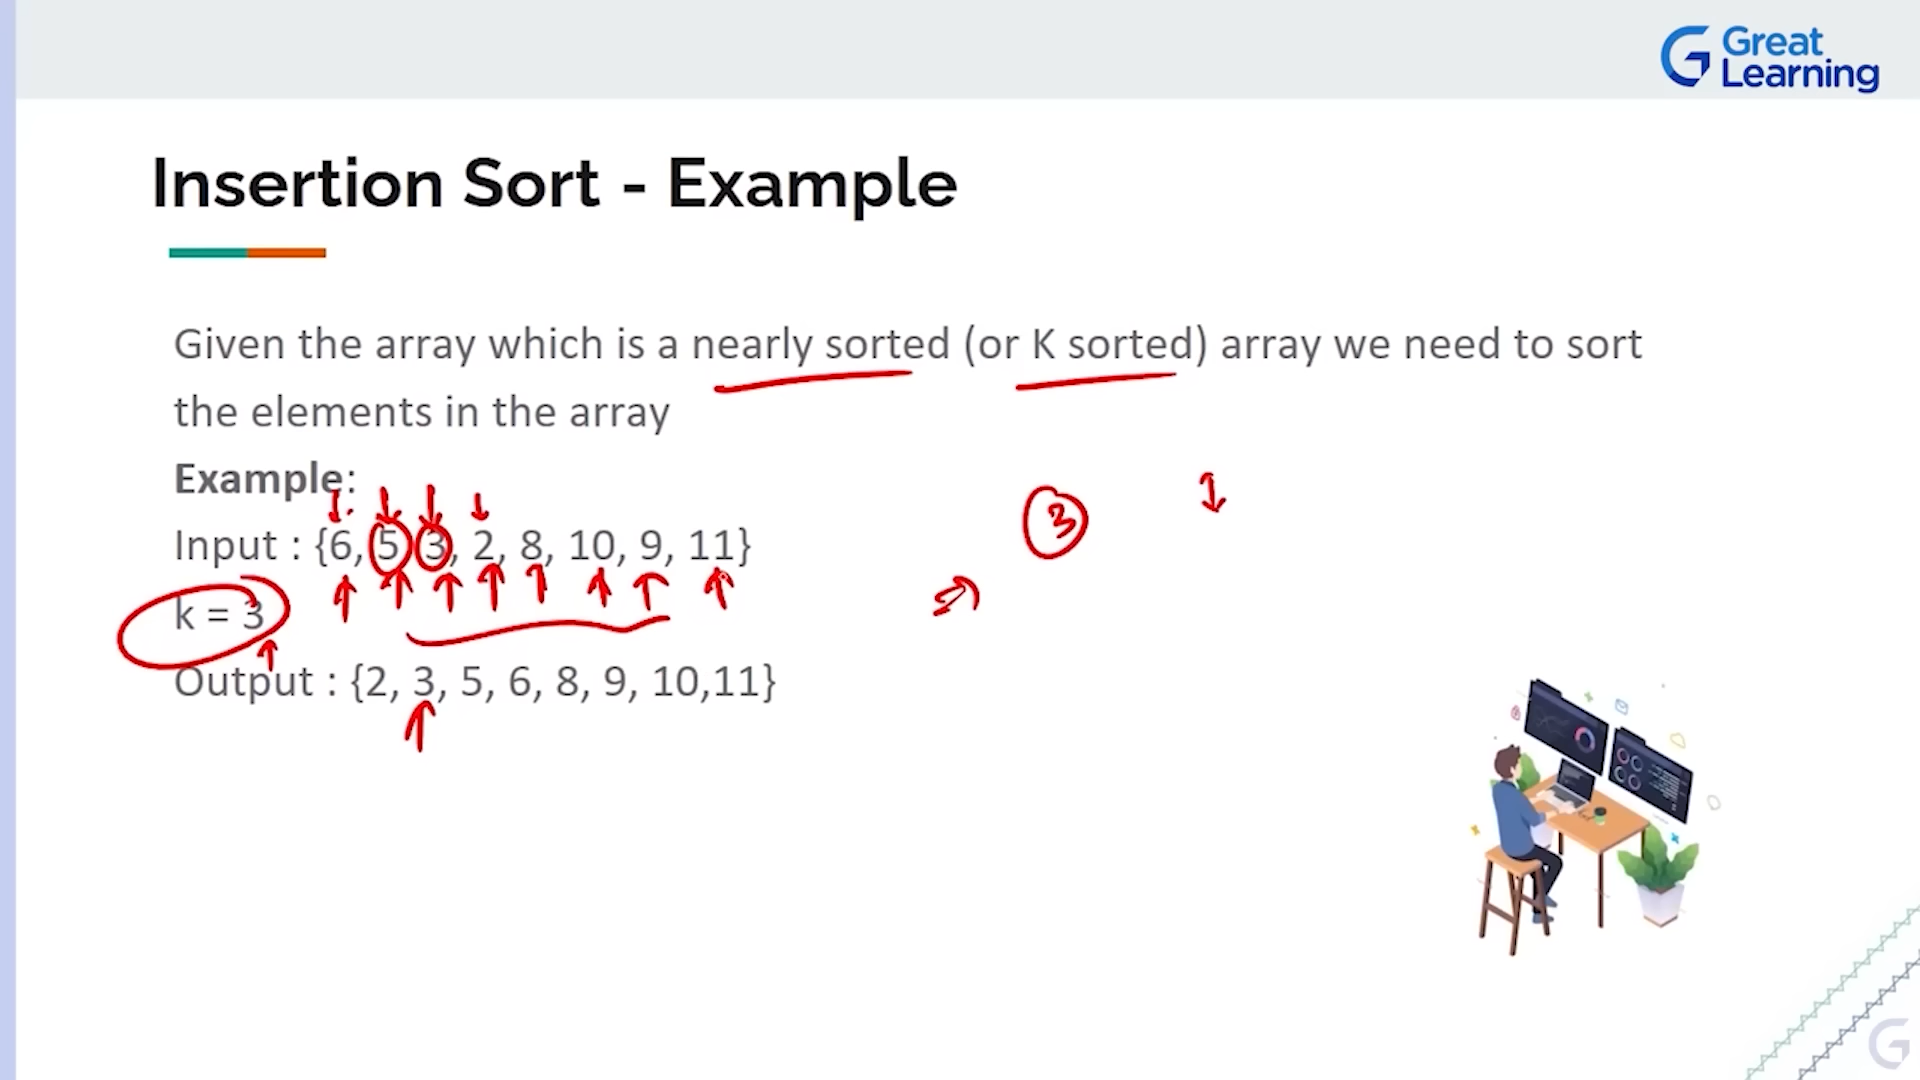 Great
Learning
Insertion Sort - Example
Given the array which is a nearly sorted (or K sorted) array we need to sort
the elements in the array
Example:
Input : {6, 5, 3, 2, 8, 10, 9, 11}
3
k = 3
Output : {2, 3, 5, 6, 8, 9, 10,11}